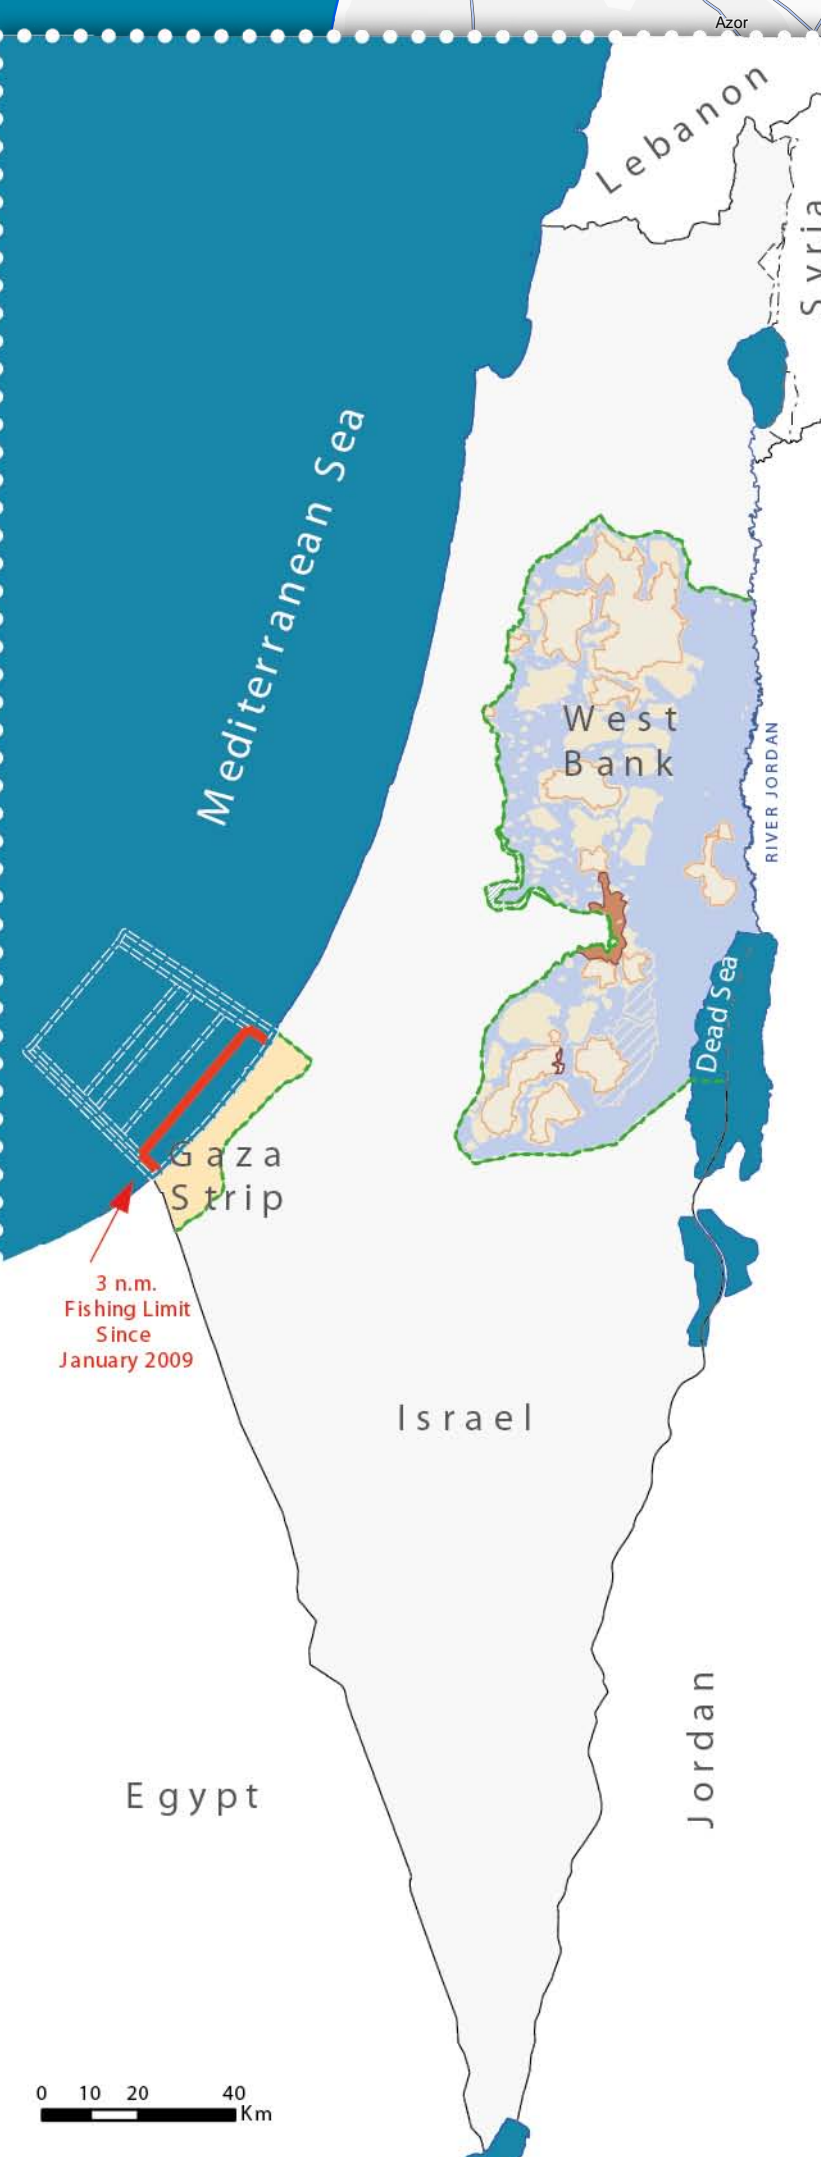 Azor
Lebanon
Syria
Mediterranean Sea
West
Bank
RIVER JORDAN
Dead Sea
Gaza
Strip
3 n.m.
Fishing Limit
Since
January 2009
Israel
Jordan
Egypt
0 10 20 40
Km